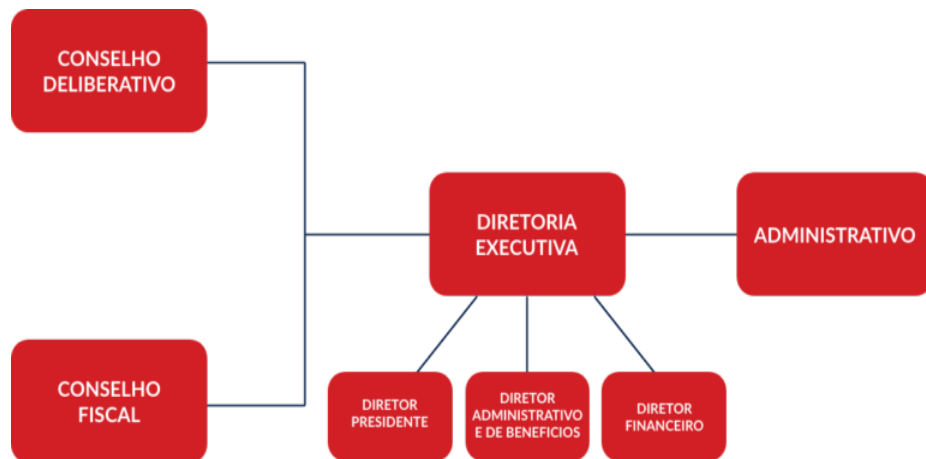 CONSELHO
DELIBERATIVO
DIRETORIA
EXECUTIVA
ADMINISTRATIVO
CONSELHO
FISCAL
DIRETOR
PRESIDENTE
DIRETOR
ADMINISTRATIVO
E DE BENEFICIOS
DIRETOR
FINANCEIRO